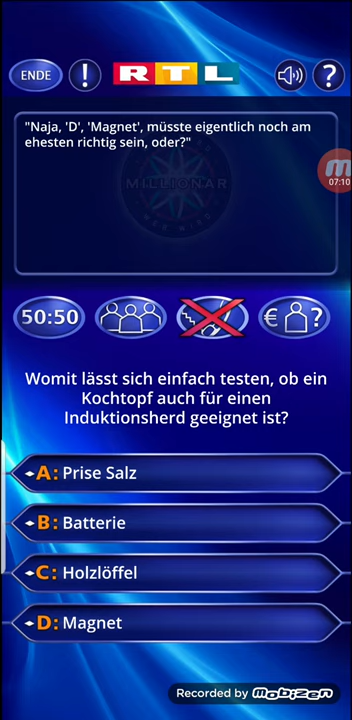 ENDE ! RTL ?
"Naja, 'D', 'Magnet', müsste eigentlich noch am
ehesten richtig sein, oder?"
MILLIONÄR
07:10
50:50 € ?
Womit lässt sich einfach testen, ob ein
Kochtopf auch für einen
Induktionsherd geeignet ist?
A: Prise Salz
B: Batterie
C: Holzlöffel
D: Magnet
Recorded by mobizen